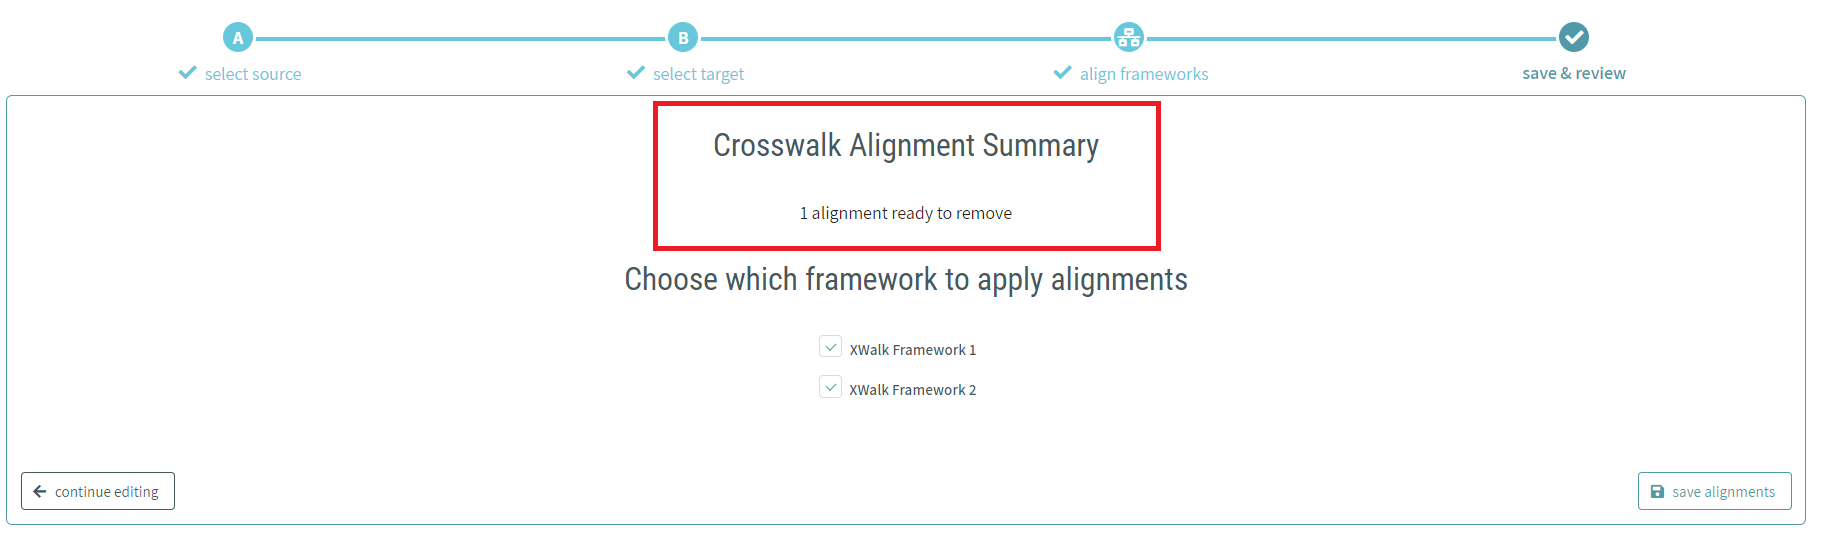 A
B
select source
select target
align frameworks
save & review
Crosswalk Alignment Summary
1 alignment ready to remove
Choose which framework to apply alignments
XWalk Framework 1
XWalk Framework 2
continue editing
save alignments